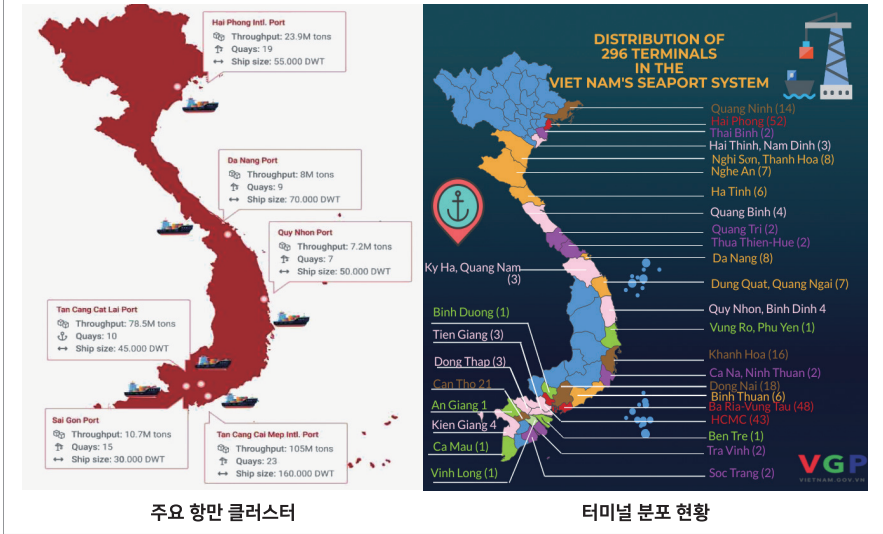 Hai Phong Intl. Port
Throughput: 23.9M tons
Quays: 19
Ship size: 55.000 DWT
Da Nang Port
Throughput: 8M tons
Quays: 9
Ship size: 70.000 DWT
Quy Nhon Port
Throughput: 7.2M tons
Quays: 7
Ship size: 50.000 DWT
Tan Cang Cat Lai Port
Throughput: 78.5M tons
Quays: 10
Ship size: 45.000 DWT
Sai Gon Port
Throughput: 10.7M tons
Quays: 15
Ship size: 30.000 DWT
Tan Cang Cai Mep Intl. Port
Throughput: 105M tons
Quays: 23
Ship size: 160.000 DWT
주요 항만 클러스터
DISTRIBUTION OF
296 TERMINALS
IN THE
VIET NAM'S SEAPORT SYSTEM
Quang Ninh (14)
Hai Phong (52)
Thai Binh (2)
Hai Thinh, Nam Dinh (3)
Nghi Sơn, Thanh Hoa (8)
Nghe An (7)
Ha Tinh (6)
Quang Binh (4)
Quang Tri (2)
Thua Thien-Hue (2)
Da Nang (8)
Ky Ha, Quang Nam
(3)
Dung Quat, Quang Ngai (7)
Quy Nhon, Binh Dinh 4
Vung Ro, Phu Yen (1)
Khanh Hoa (16)
Ca Na, Ninh Thuan (2)
Dong Nai (18)
Binh Thuan (6)
Ba Ria-Vung Tau (48)
HCMC (43)
Ben Tre (1)
Tra Vinh (2)
Soc Trang (2)
Binh Duong (1)
Tien Giang (3)
Dong Thap (3)
Can Tho 21
An Giang 1
Kien Giang 4
Ca Mau (1)
Vinh Long (1)
VGP
VIETNAM.GOV.VN
터미널 분포 현황